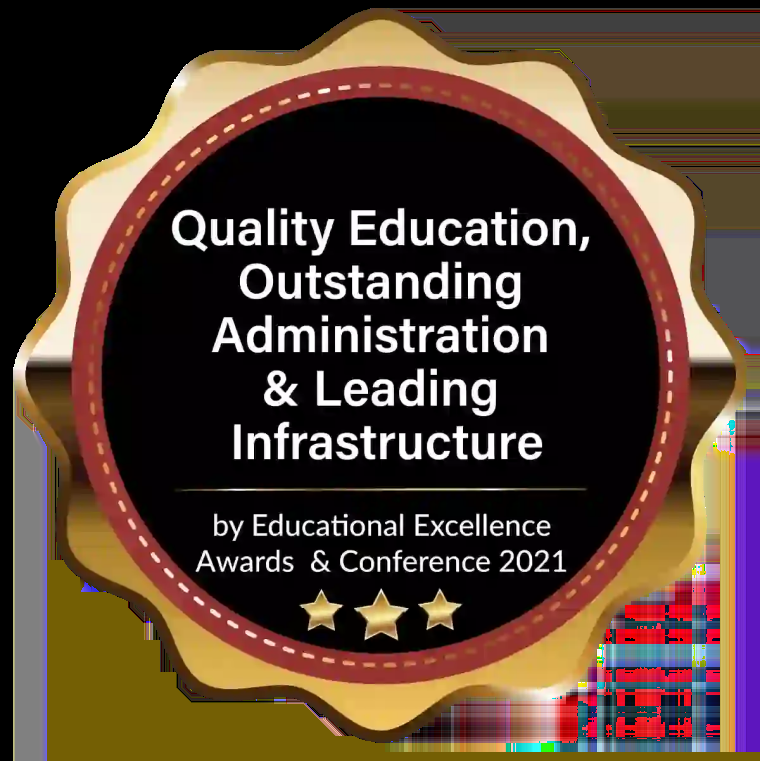 Quality Education,
Outstanding
Administration
& Leading
Infrastructure
by Educational Excellence
Awards & Conference 2021